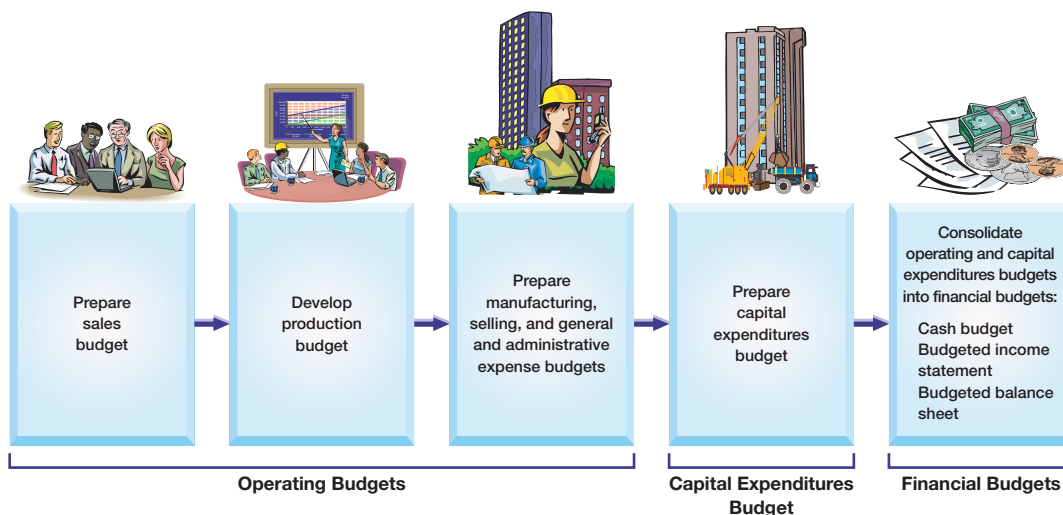 Prepare
sales
budget
Develop
production
budget
Prepare
manufacturing,
selling, and general
and administrative
expense budgets
Prepare
capital
expenditures
budget
Consolidate
operating and capital
expenditures budgets
into financial budgets:
Cash budget
Budgeted income
statement
Budgeted balance
sheet
Operating Budgets
Capital Expenditures
Budget
Financial Budgets